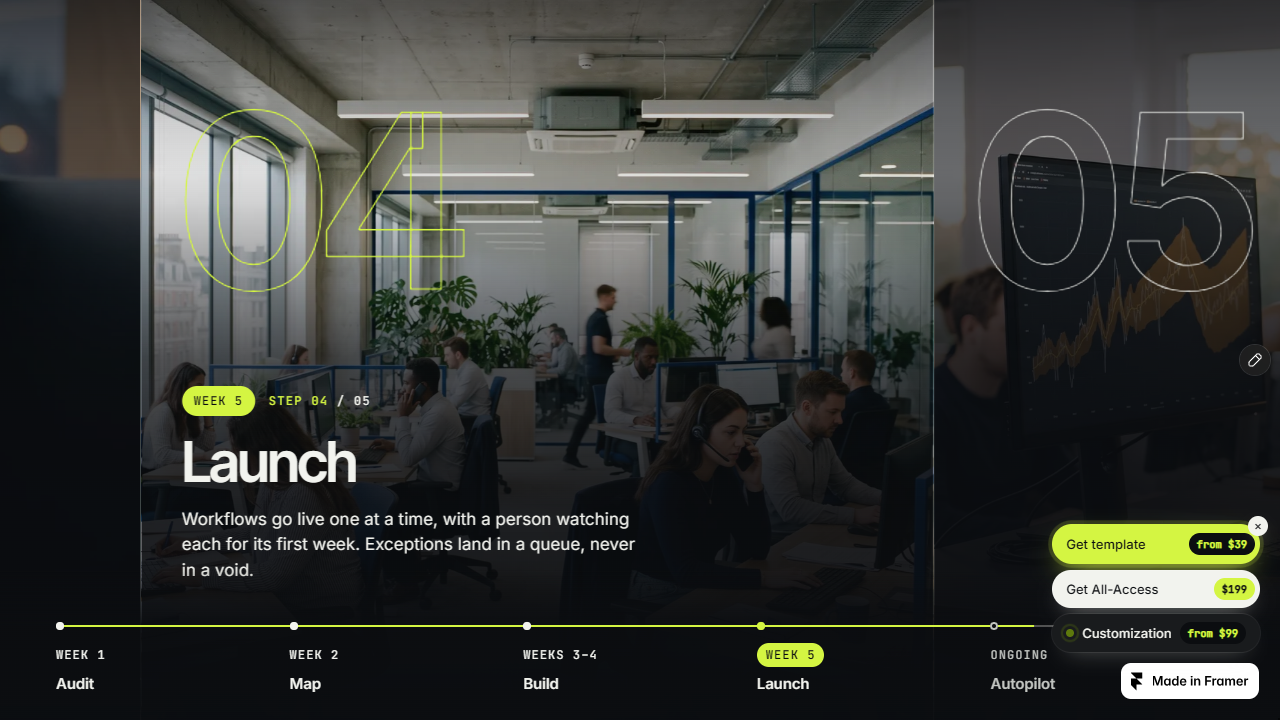 04
05
WEEK 5
STEP 04 / 05
Launch
Workflows go live one at a time, with a person watching
each for its first week. Exceptions land in a queue, never
in a void.
Get template from $39
Get All-Access $199
Customization from $99
WEEK 1
Audit
WEEK 2
Map
WEEKS 3–4
Build
WEEK 5
Launch
ONGOING
Autopilot
Made in Framer